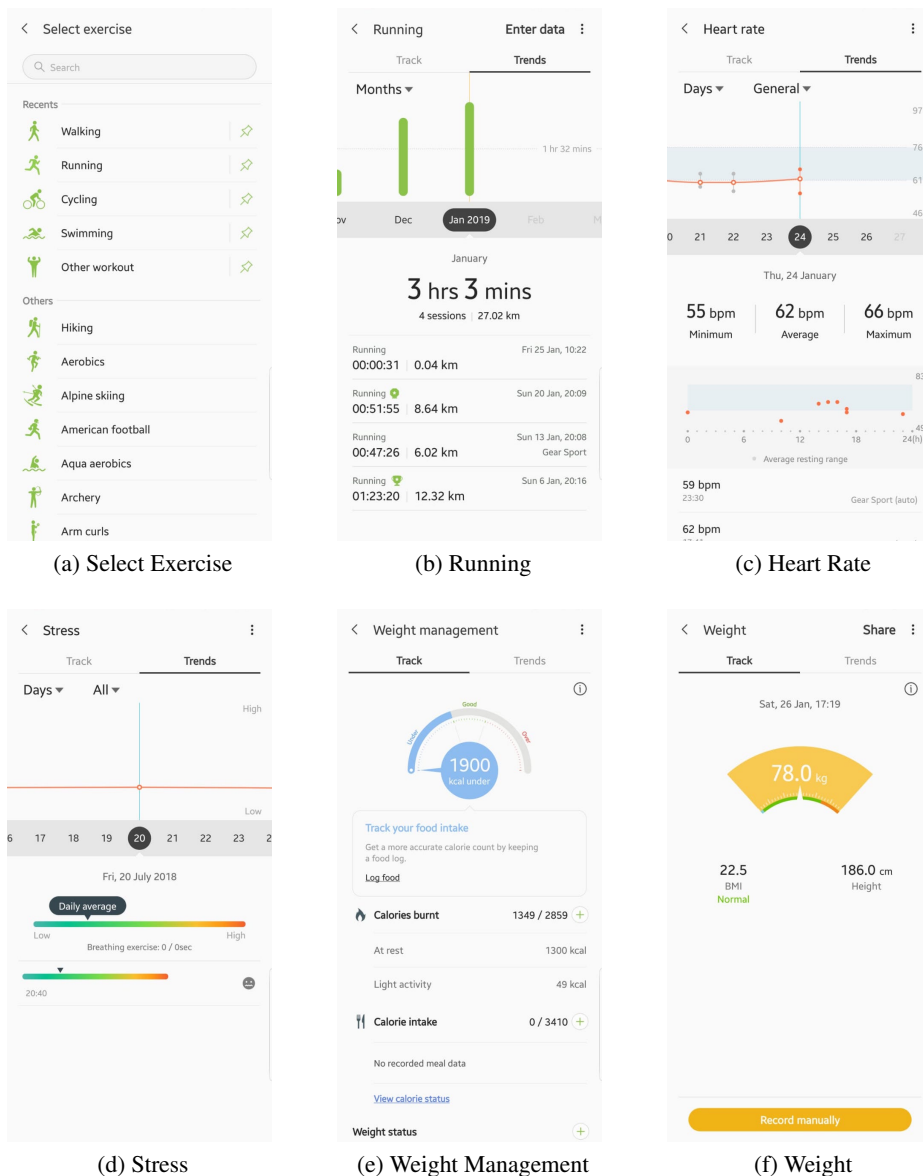 Select exercise
Search
Recents
Walking
Running
Cycling
Swimming
Other workout
Others
Hiking
Aerobics
Alpine skiing
American football
Aqua aerobics
Archery
Arm curls
(a) Select Exercise
Running Enter data
Track Trends
Months
1 hr 32 mins
ov Dec Jan 2019 Feb M
January
3 hrs 3 mins
4 sessions | 27.02 km
Running Fri 25 Jan, 10:22
00:00:31 | 0.04 km
Running Sun 20 Jan, 20:09
00:51:55 | 8.64 km
Running Sun 13 Jan, 20:08
00:47:26 | 6.02 km Gear Sport
Running Sun 6 Jan, 20:16
01:23:20 | 12.32 km
(b) Running
Heart rate
Track Trends
Days General
97
76
61
46
0 21 22 23 24 25 26 27
Thu, 24 January
55 bpm 62 bpm 66 bpm
Minimum Average Maximum
83
49
0 6 12 18 24(h)
Average resting range
59 bpm
23:30 Gear Sport (auto)
62 bpm
(c) Heart Rate
Stress
Track Trends
Days All
High
Low
6 17 18 19 20 21 22 23 2
Fri, 20 July 2018
Daily average
Low High
Breathing exercise: 0 / 0sec
20:40
(d) Stress
Weight management
Track Trends
Under Good Over
1900
kcal under
Track your food intake
Get a more accurate calorie count by keeping
a food log.
Log food
Calories burnt 1349 / 2859
At rest 1300 kcal
Light activity 49 kcal
Calorie intake 0 / 3410
No recorded meal data
View calorie status
Weight status
(e) Weight Management
Weight Share
Track Trends
Sat, 26 Jan, 17:19
78.0 kg
22.5 186.0 cm
BMI Height
Normal
Record manually
(f) Weight